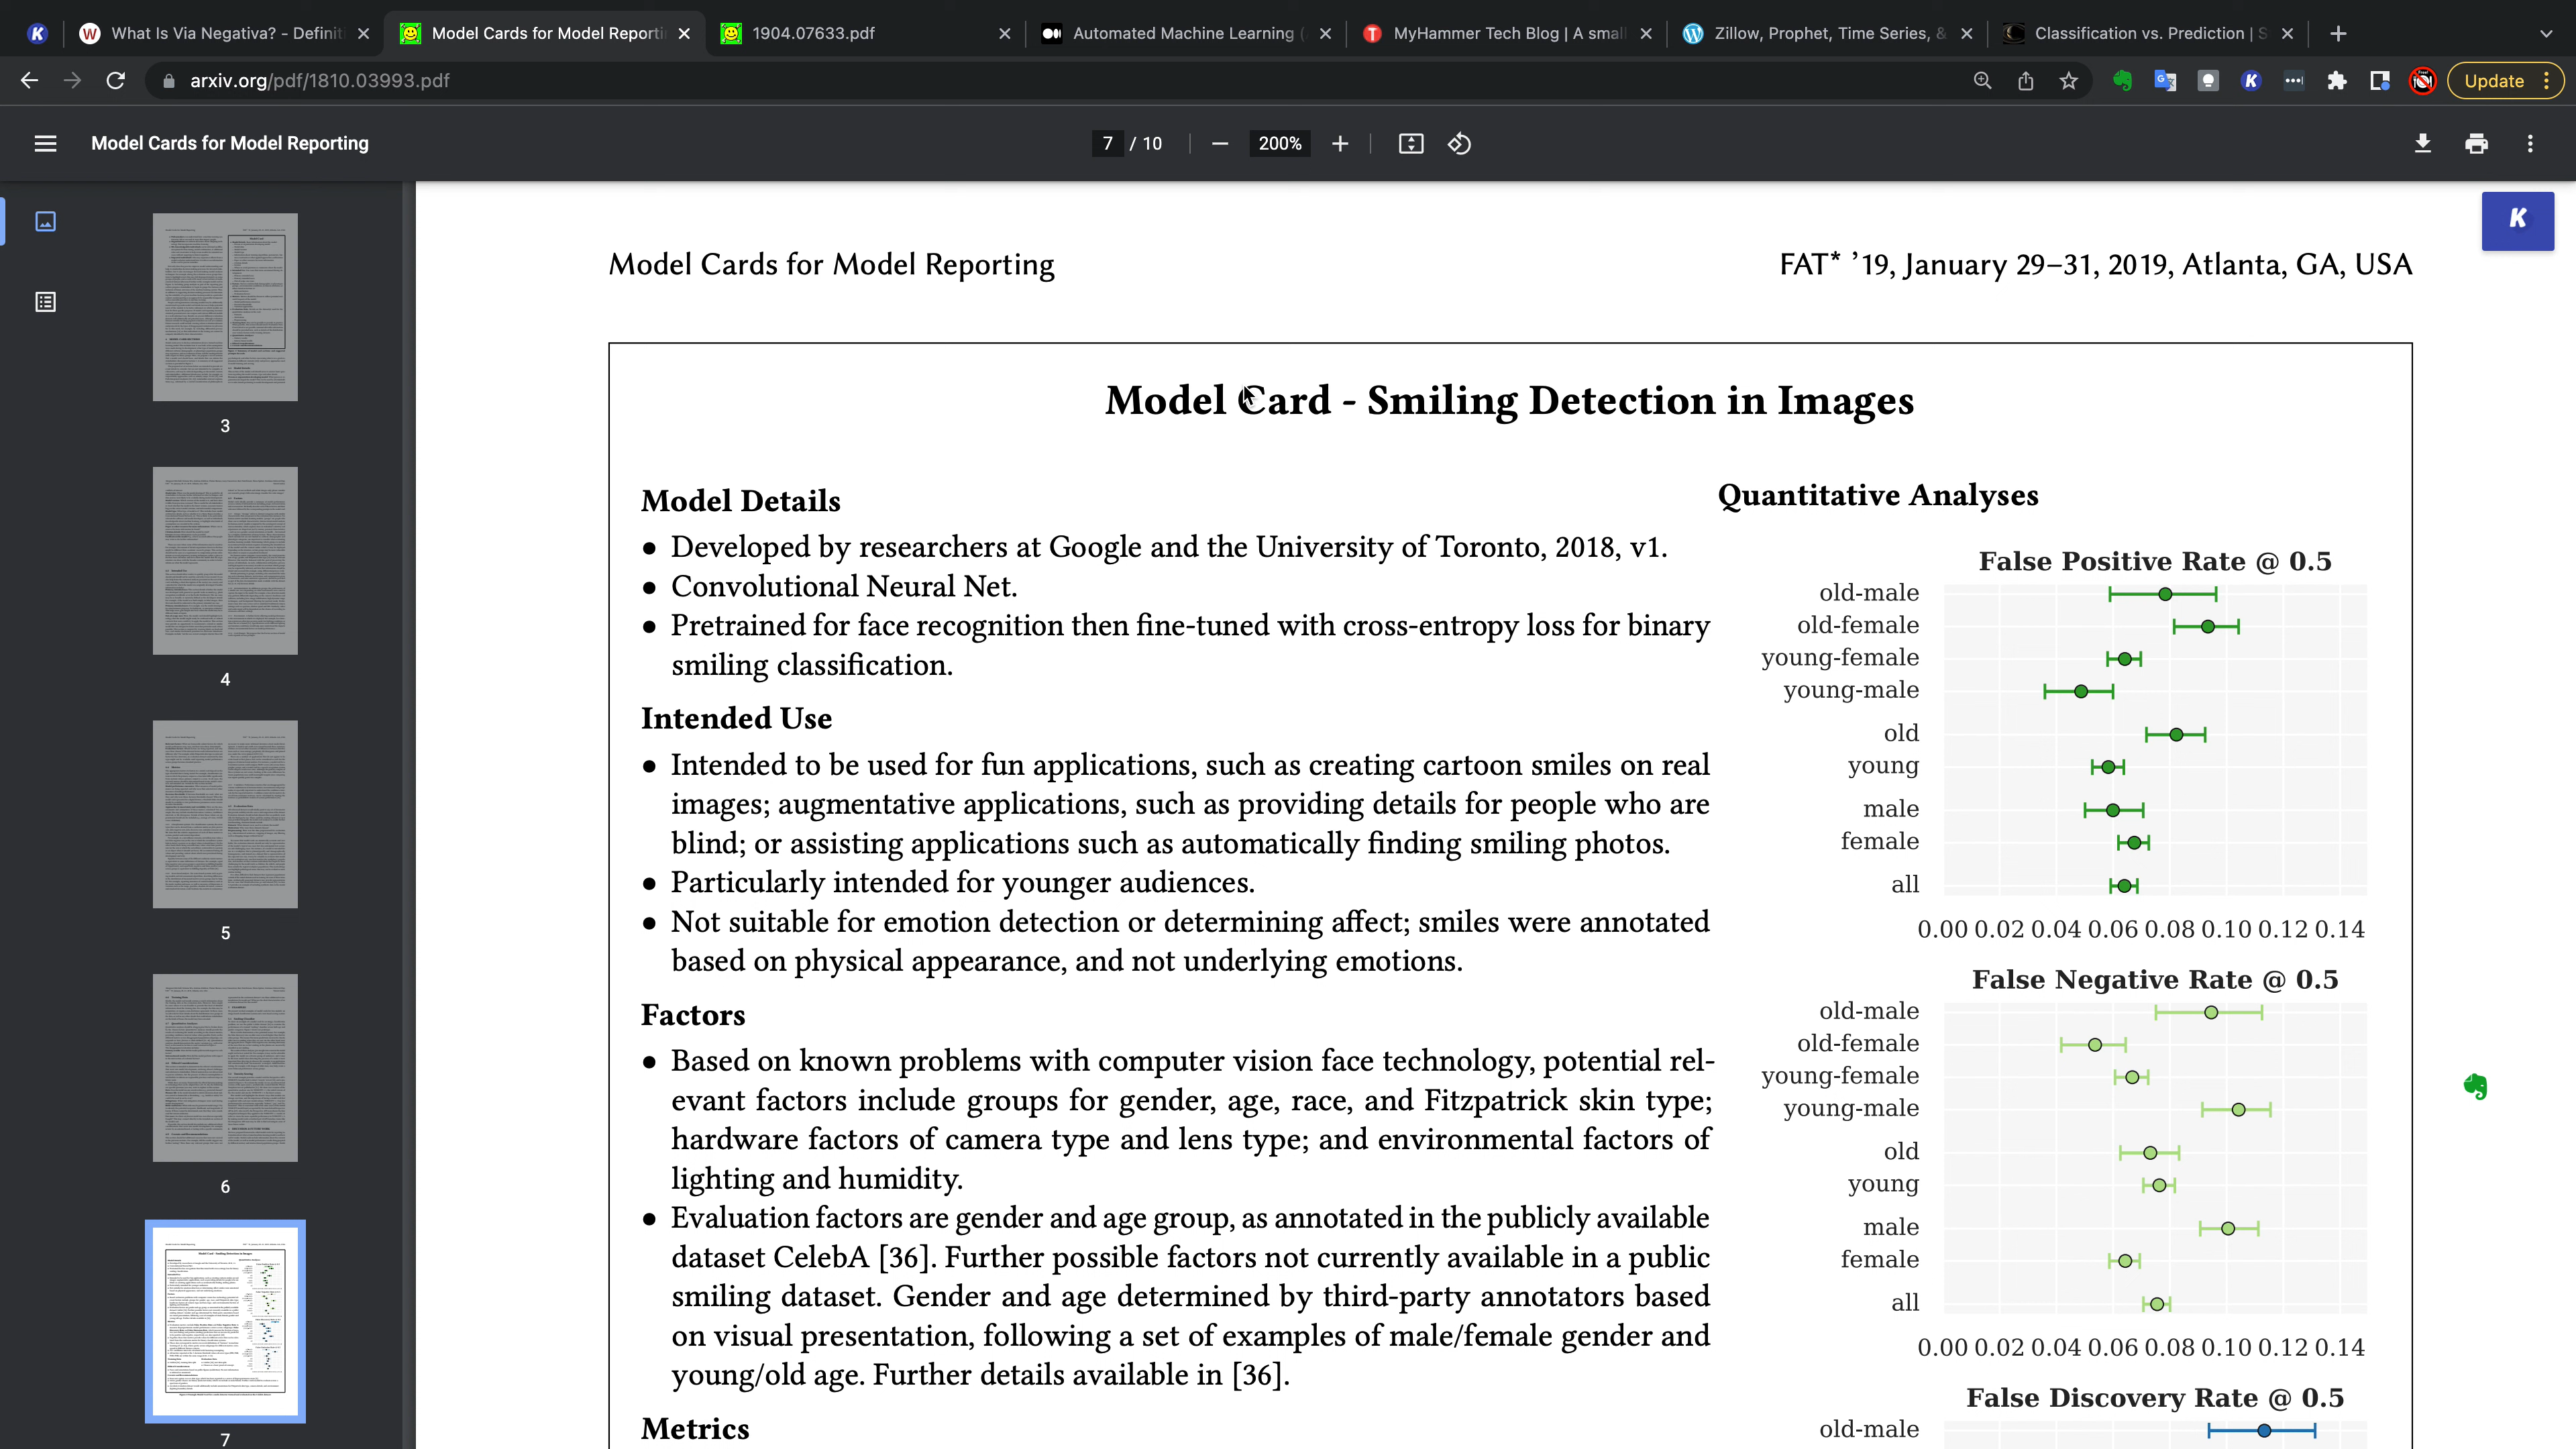 What Is Via Negativa? - Definiti
Model Cards for Model Reporti
1904.07633.pdf
Automated Machine Learning (
MyHammer Tech Blog | A small
Zillow, Prophet, Time Series, &
Classification vs. Prediction | S
arxiv.org/pdf/1810.03993.pdf
Update
Model Cards for Model Reporting
7 / 10
200%
3
4
5
6
7
Model Cards for Model Reporting
FAT* ’19, January 29–31, 2019, Atlanta, GA, USA
Model Card - Smiling Detection in Images
Model Details
• Developed by researchers at Google and the University of Toronto, 2018, v1.
• Convolutional Neural Net.
• Pretrained for face recognition then fine-tuned with cross-entropy loss for binary
smiling classification.
Intended Use
• Intended to be used for fun applications, such as creating cartoon smiles on real
images; augmentative applications, such as providing details for people who are
blind; or assisting applications such as automatically finding smiling photos.
• Particularly intended for younger audiences.
• Not suitable for emotion detection or determining affect; smiles were annotated
based on physical appearance, and not underlying emotions.
Factors
• Based on known problems with computer vision face technology, potential rel-
evant factors include groups for gender, age, race, and Fitzpatrick skin type;
hardware factors of camera type and lens type; and environmental factors of
lighting and humidity.
• Evaluation factors are gender and age group, as annotated in the publicly available
dataset CelebA [36]. Further possible factors not currently available in a public
smiling dataset. Gender and age determined by third-party annotators based
on visual presentation, following a set of examples of male/female gender and
young/old age. Further details available in [36].
Metrics
Quantitative Analyses
False Positive Rate @ 0.5
old-male
old-female
young-female
young-male
old
young
male
female
all
0.00 0.02 0.04 0.06 0.08 0.10 0.12 0.14
False Negative Rate @ 0.5
old-male
old-female
young-female
young-male
old
young
male
female
all
0.00 0.02 0.04 0.06 0.08 0.10 0.12 0.14
False Discovery Rate @ 0.5
old-male